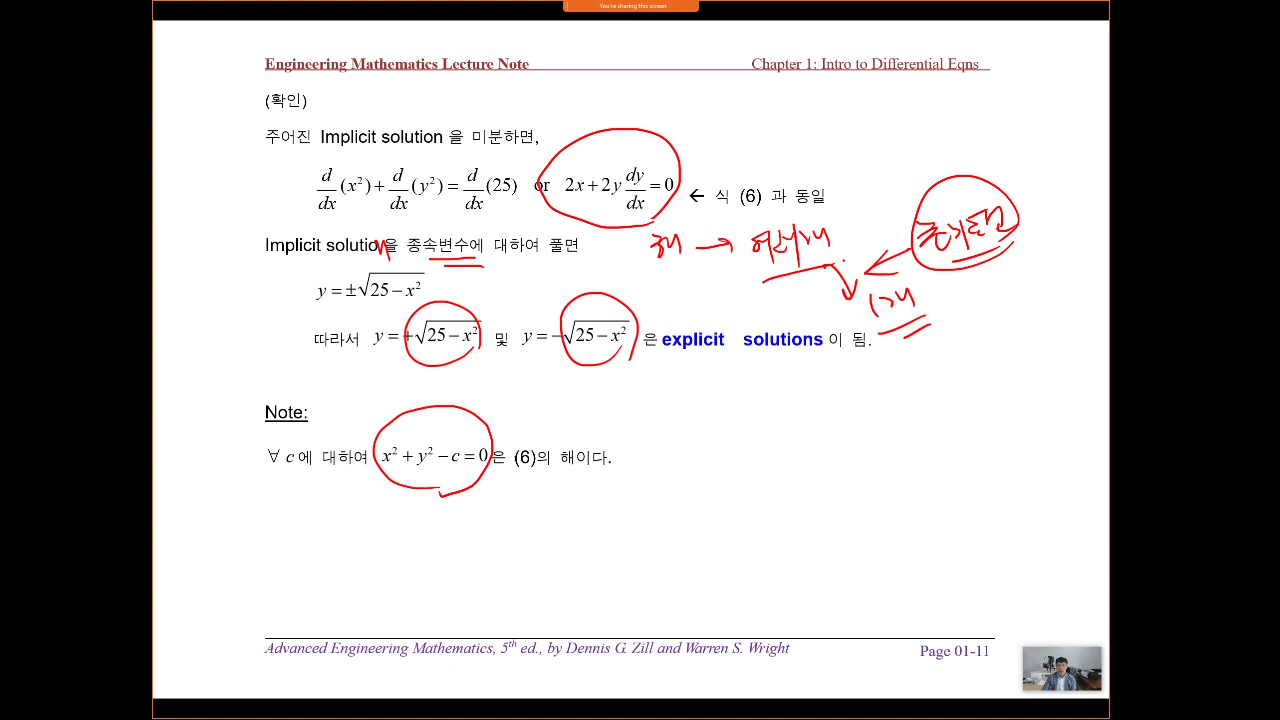 You're sharing this screen
Engineering Mathematics Lecture Note Chapter 1: Intro to Differential Eqns
(확인)
주어진 Implicit solution 을 미분하면,
d/dx (x²) + d/dx (y²) = d/dx (25) or 2x + 2y dy/dx = 0 ← 식 (6) 과 동일
Implicit solution을 종속변수에 대하여 풀면
y = ±√(25 − x²)
따라서 y = +√(25 − x²) 및 y = −√(25 − x²) 은 explicit solutions 이 됨.
1개
Note:
∀ c에 대하여 x² + y² − c = 0은 (6)의 해이다.
Advanced Engineering Mathematics, 5th ed., by Dennis G. Zill and Warren S. Wright Page 01-11